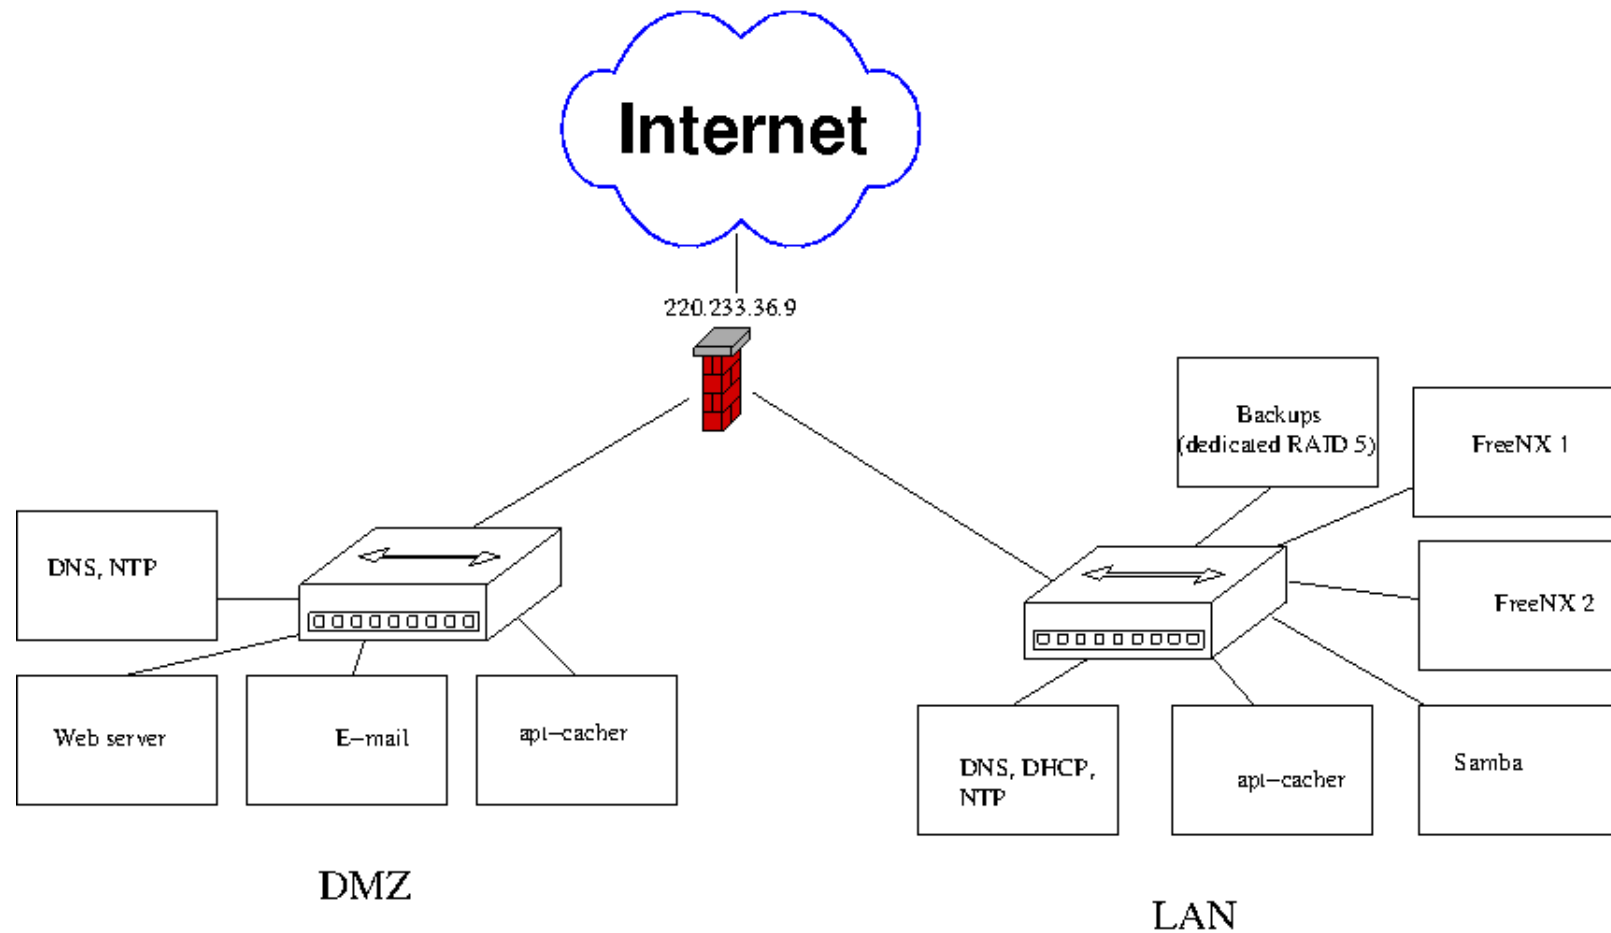 Internet
220.233.36.9
Backups
(dedicated RAID 5)
FreeNX 1
DNS, NTP
FreeNX 2
Web server
E-mail
apt-cacher
DNS, DHCP,
NTP
apt-cacher
Samba
DMZ
LAN